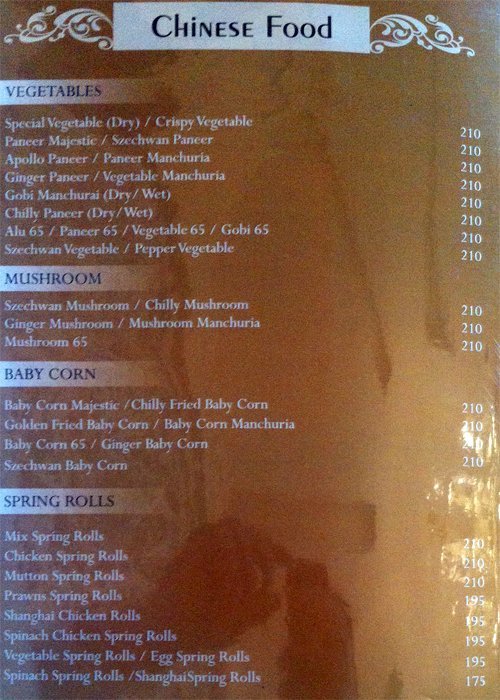 CHINESE FOOD
VEGETABLES
Special Vegetable (Dry) / Crispy Vegetable 210
Paneer Majestic / Szechwan Paneer 210
Apollo Paneer / Paneer Manchuria 210
Ginger Paneer / Vegetable Manchuria 210
Gobi Manchurai (Dry/ Wet) 210
Chilly Paneer (Dry/Wet) 210
Alu 65 / Paneer 65 / Vegetable 65 / Gobi 65 210
Szechwan Vegetable / Pepper Vegetable 210
MUSHROOM
Szechwan Mushroom / Chilly Mushroom 210
Ginger Mushroom / Mushroom Manchuria 210
Mushroom 65 210
BABY CORN
Baby Corn Majestic /Chilly Fried Baby Corn 210
Golden Fried Baby Corn / Baby Corn Manchuria 210
Baby Corn 65 / Ginger Baby Corn 210
Szechwan Baby Corn 210
SPRING ROLLS
Mix Spring Rolls 210
Chicken Spring Rolls 210
Mutton Spring Rolls 210
Prawns Spring Rolls 195
Shanghai Chicken Rolls 195
Spinach Chicken Spring Rolls 195
Vegetable Spring Rolls / Egg Spring Rolls 195
Spinach Spring Rolls /ShanghaiSpring Rolls 175